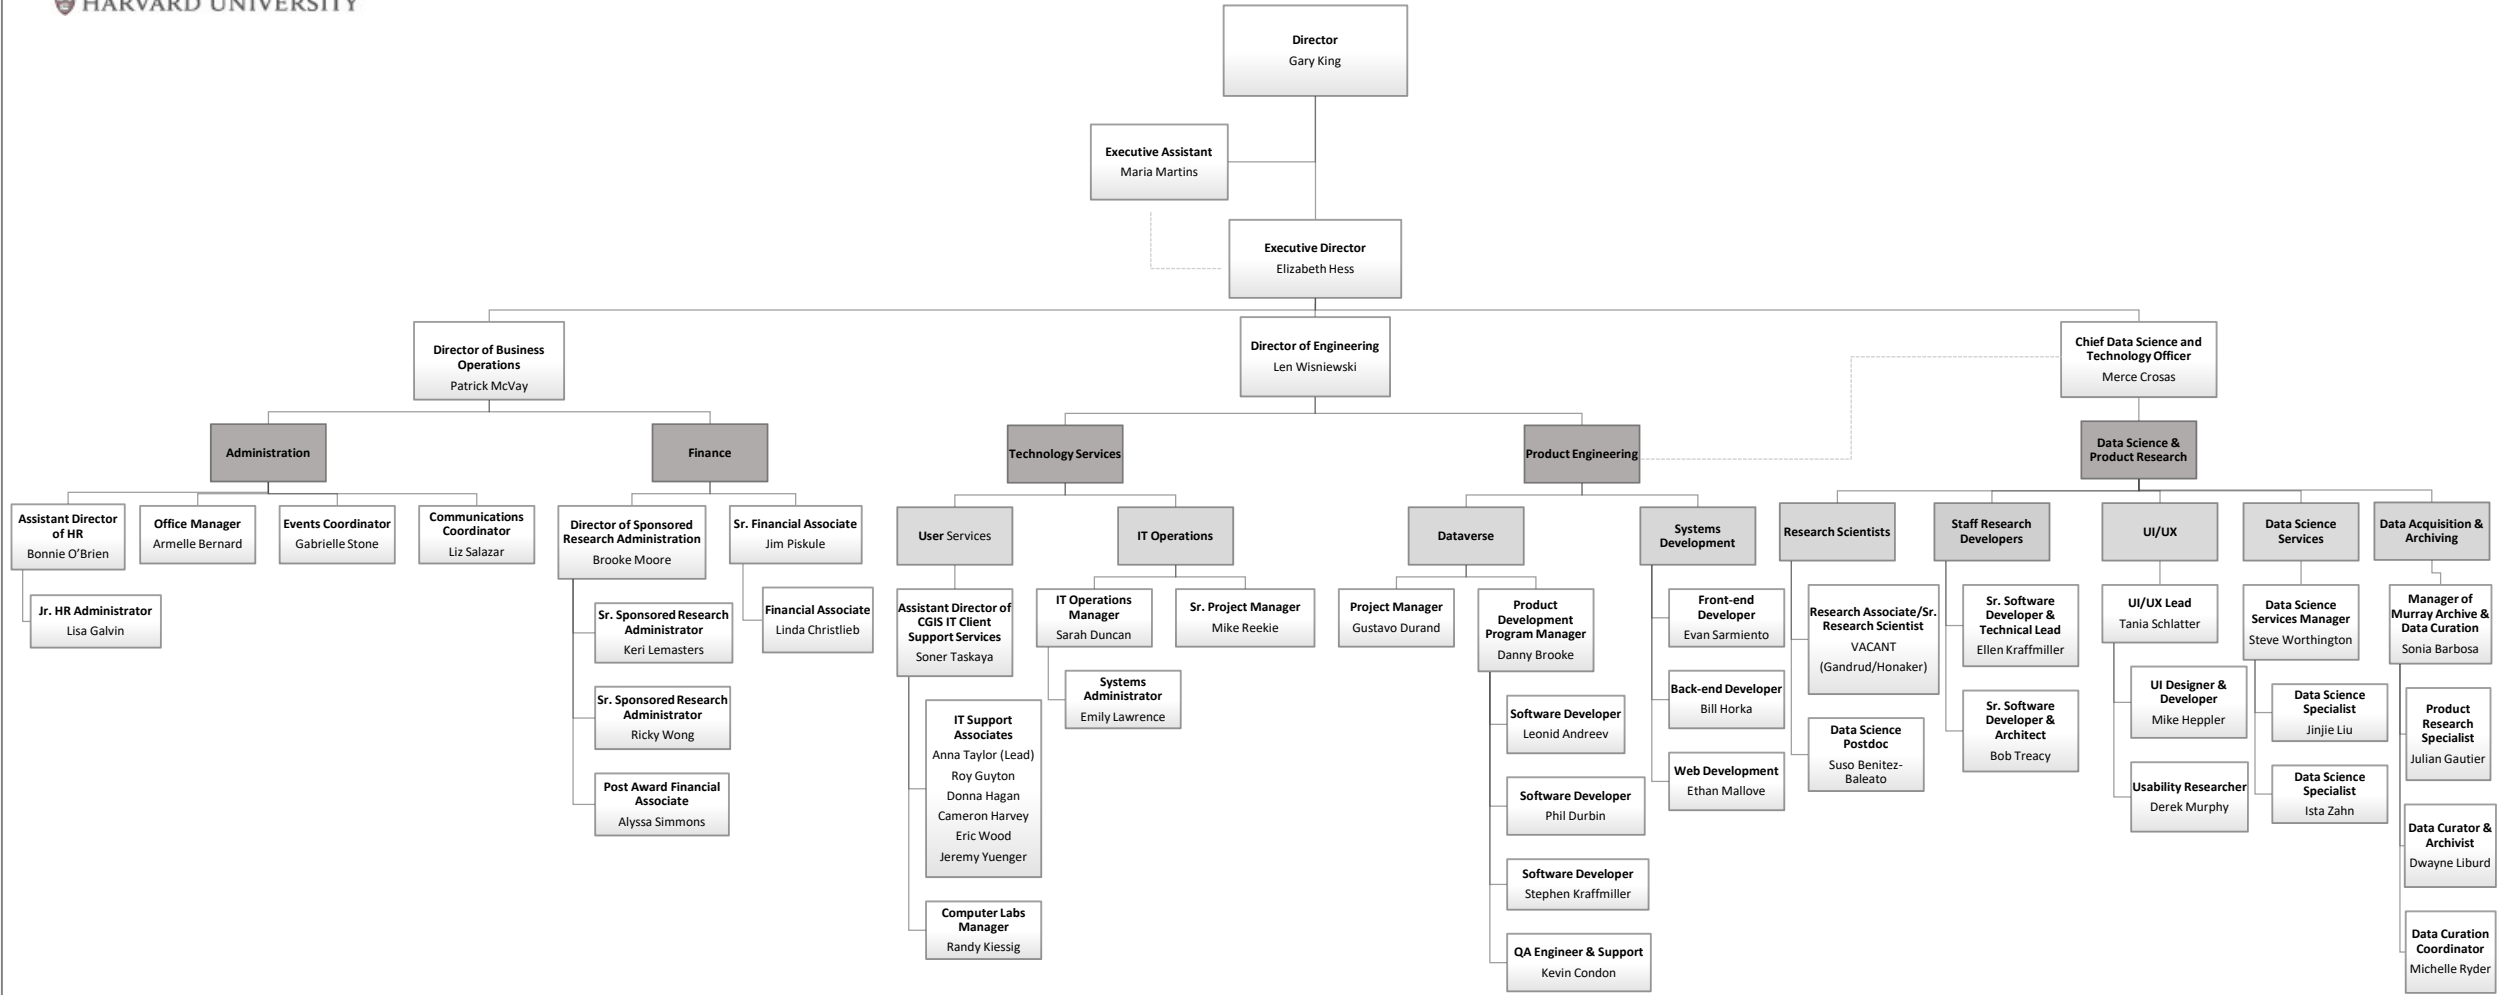 HARVARD UNIVERSITY
Director
Gary King
Executive Assistant
Maria Martins
Executive Director
Elizabeth Hess
Director of Business
Operations
Patrick McVay
Director of Engineering
Len Wisniewski
Chief Data Science and
Technology Officer
Merce Crosas
Administration
Finance
Technology Services
Product Engineering
Data Science &
Product Research
Assistant Director
of HR
Bonnie O’Brien
Office Manager
Armelle Bernard
Events Coordinator
Gabrielle Stone
Communications
Coordinator
Liz Salazar
Jr. HR Administrator
Lisa Galvin
Director of Sponsored
Research Administration
Brooke Moore
Sr. Financial Associate
Jim Piskule
Sr. Sponsored Research
Administrator
Keri Lemasters
Financial Associate
Linda Christlieb
Sr. Sponsored Research
Administrator
Ricky Wong
Post Award Financial
Associate
Alyssa Simmons
User Services
IT Operations
Assistant Director of
CGIS IT Client
Support Services
Soner Taskaya
IT Operations
Manager
Sarah Duncan
Sr. Project Manager
Mike Reekie
Systems
Administrator
Emily Lawrence
IT Support
Associates
Anna Taylor (Lead)
Roy Guyton
Donna Hagan
Cameron Harvey
Eric Wood
Jeremy Yuenger
Computer Labs
Manager
Randy Kiessig
Dataverse
Systems
Development
Project Manager
Gustavo Durand
Product
Development
Program Manager
Danny Brooke
Software Developer
Leonid Andreev
Software Developer
Phil Durbin
Software Developer
Stephen Kraffmiller
QA Engineer & Support
Kevin Condon
Front-end
Developer
Evan Sarmiento
Back-end Developer
Bill Horka
Web Development
Ethan Mallove
Research Scientists
Staff Research
Developers
UI/UX
Data Science
Services
Data Acquisition &
Archiving
Research Associate/Sr.
Research Scientist
VACANT
(Gandrud/Honaker)
Data Science
Postdoc
Suso Benitez-
Baleato
Sr. Software
Developer &
Technical Lead
Ellen Kraffmiller
Sr. Software
Developer &
Architect
Bob Treacy
UI/UX Lead
Tania Schlatter
UI Designer &
Developer
Mike Heppler
Usability Researcher
Derek Murphy
Data Science
Services Manager
Steve Worthington
Data Science
Specialist
Jinjie Liu
Data Science
Specialist
Ista Zahn
Manager of
Murray Archive &
Data Curation
Sonia Barbosa
Product
Research
Specialist
Julian Gautier
Data Curator &
Archivist
Dwayne Liburd
Data Curation
Coordinator
Michelle Ryder